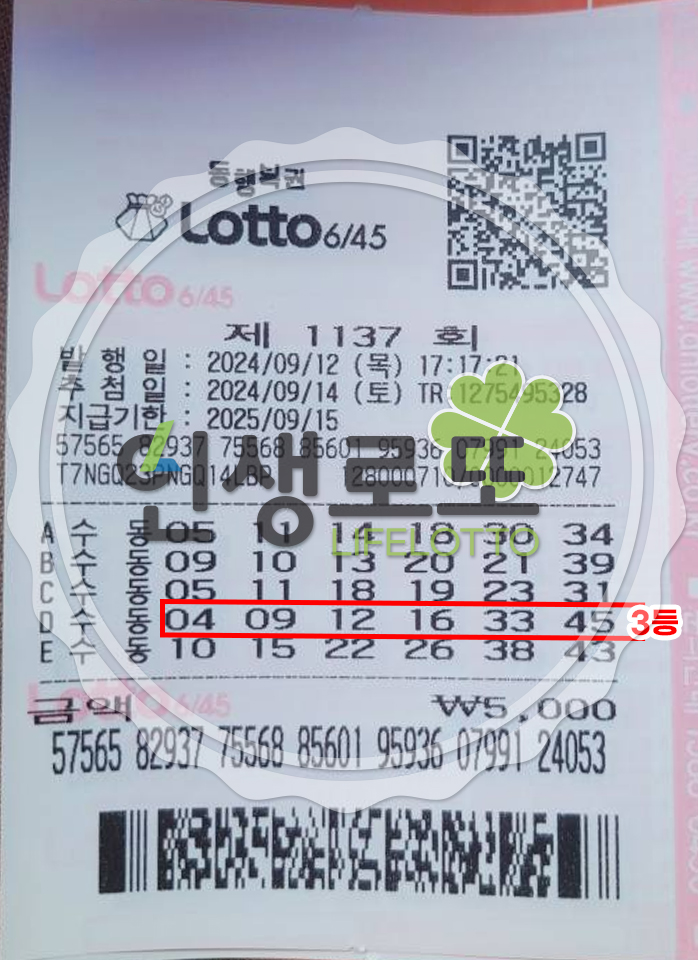 동행복권
Lotto 6/45
Lotto 6/45
제 1137 회
발 행 일 : 2024/09/12 (목) 17:17:21
추 첨 일 : 2024/09/14 (토) TR 1275495328
지급기한 : 2025/09/15
57565 82937 75568 85601 95936 07991 24053
인생로또
LIFELOTTO
A 수 동 05 11 14 18 30 34
B 수 동 09 10 13 20 21 39
C 수 동 05 11 18 19 23 31
D 수 동 04 09 12 16 33 45 3등
E 수 동 10 15 22 26 38 43
Lotto 6/45
금액 ₩5,000
57565 82937 75568 85601 95936 07991 24053